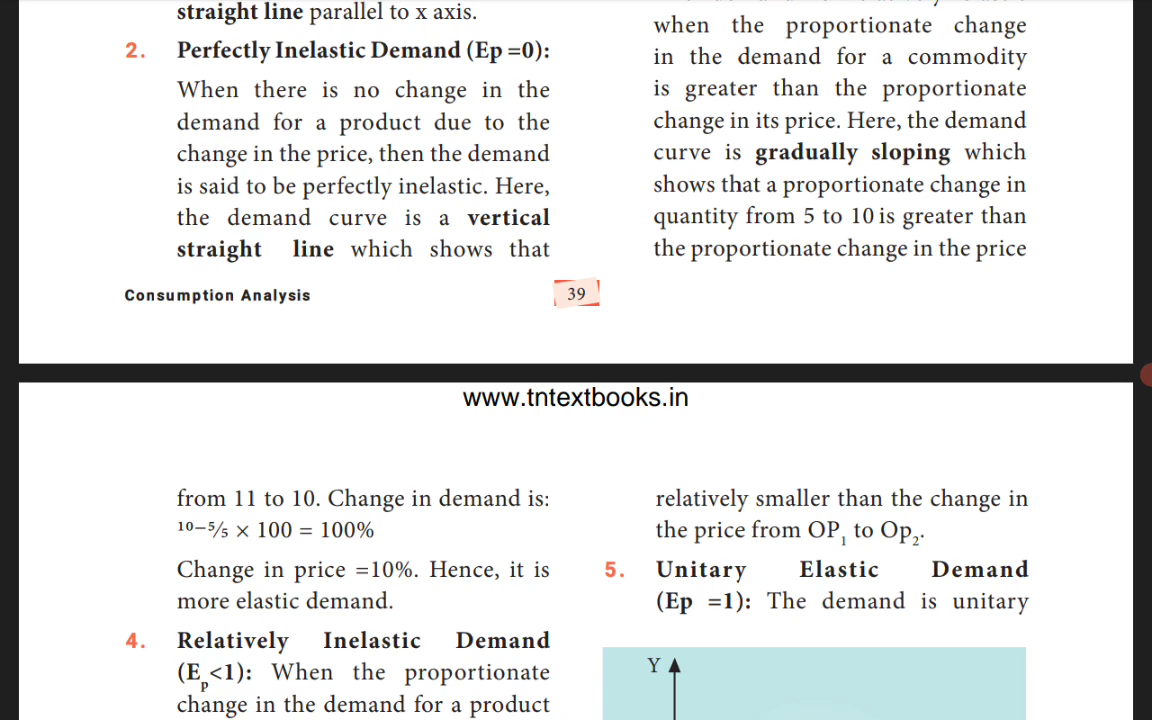 straight line parallel to x axis.
2. Perfectly Inelastic Demand (Ep =0):
When there is no change in the
demand for a product due to the
change in the price, then the demand
is said to be perfectly inelastic. Here,
the demand curve is a vertical
straight line which shows that
when the proportionate change
in the demand for a commodity
is greater than the proportionate
change in its price. Here, the demand
curve is gradually sloping which
shows that a proportionate change in
quantity from 5 to 10 is greater than
the proportionate change in the price
Consumption Analysis
39
www.tntextbooks.in
from 11 to 10. Change in demand is:
10−5/5 × 100 = 100%
Change in price =10%. Hence, it is
more elastic demand.
4. Relatively Inelastic Demand
(Ep<1): When the proportionate
change in the demand for a product
relatively smaller than the change in
the price from OP1 to Op2.
5. Unitary Elastic Demand
(Ep =1): The demand is unitary
Y